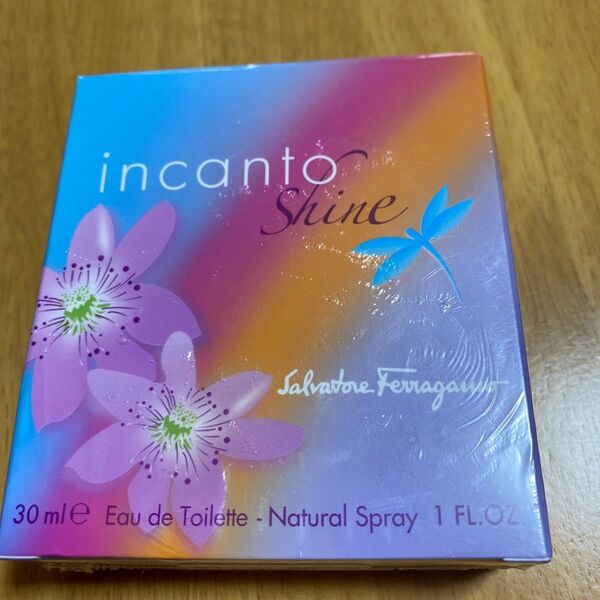 incanto
Shine
Salvatore Ferragamo
30 ml e Eau de Toilette - Natural Spray 1 FL.OZ.